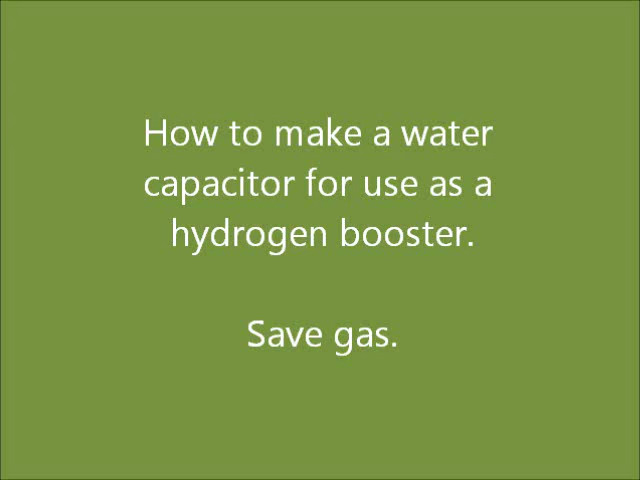 How to make a water
capacitor for use as a
hydrogen booster.
Save gas.